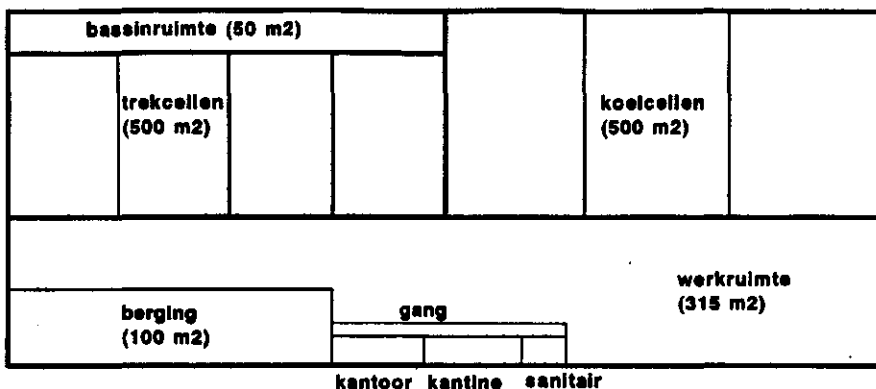 bassinruimte (50 m2)
trekcellen
(500 m2)
koelcellen
(500 m2)
werkruimte
(315 m2)
berging
(100 m2)
gang
kantoor kantine sanitair